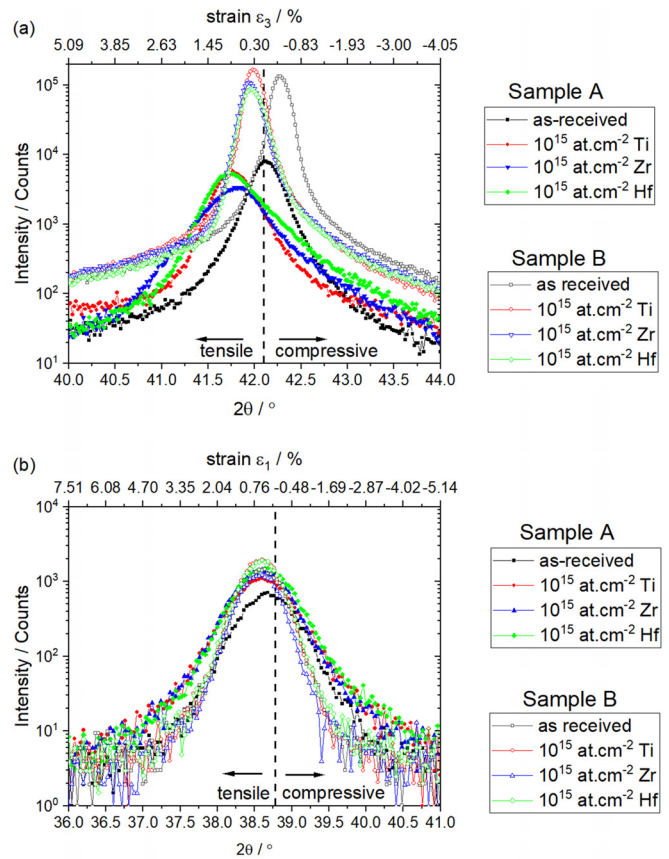 (a)
strain ε3 / %
5.09 3.85 2.63 1.45 0.30 -0.83 -1.93 -3.00 -4.05
10^5
10^4
10^3
10^2
10^1
Intensity / Counts
tensile compressive
40.0 40.5 41.0 41.5 42.0 42.5 43.0 43.5 44.0
2θ / °
Sample A
as-received
10^15 at.cm^-2 Ti
10^15 at.cm^-2 Zr
10^15 at.cm^-2 Hf
Sample B
as received
10^15 at.cm^-2 Ti
10^15 at.cm^-2 Zr
10^15 at.cm^-2 Hf
(b)
strain ε1 / %
7.51 6.08 4.70 3.35 2.04 0.76 -0.48 -1.69 -2.87 -4.02 -5.14
10^4
10^3
10^2
10^1
10^0
Intensity / Counts
tensile compressive
36.0 36.5 37.0 37.5 38.0 38.5 39.0 39.5 40.0 40.5 41.0
2θ / °
Sample A
as-received
10^15 at.cm^-2 Ti
10^15 at.cm^-2 Zr
10^15 at.cm^-2 Hf
Sample B
as received
10^15 at.cm^-2 Ti
10^15 at.cm^-2 Zr
10^15 at.cm^-2 Hf